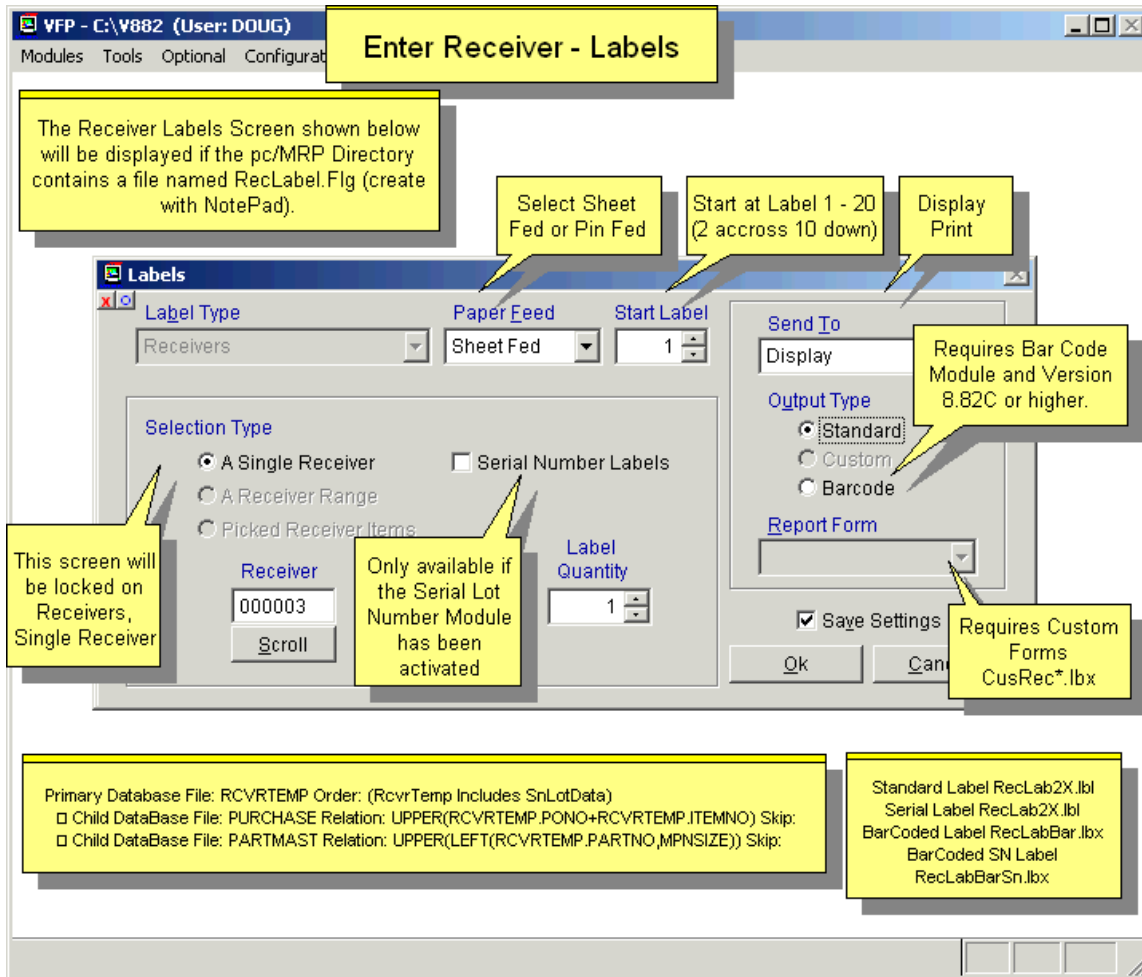 VFP - C:\V882 (User: DOUG)
Enter Receiver - Labels
Modules Tools Optional Configurat
The Receiver Labels Screen shown below
will be displayed if the pc/MRP Directory
contains a file named RecLabel.Flg (create
with NotePad).
Select Sheet
Fed or Pin Fed
Start at Label 1 - 20
(2 accross 10 down)
Display
Print
Labels
Label Type
Receivers
Paper Feed
Sheet Fed
Start Label
1
Send To
Display
Requires Bar Code
Module and Version
8.82C or higher.
Output Type
Standard
Custom
Barcode
Report Form
Selection Type
A Single Receiver
A Receiver Range
Picked Receiver Items
Serial Number Labels
This screen will
be locked on
Receivers,
Single Receiver
Receiver
000003
Scroll
Only available if
the Serial Lot
Number Module
has been
activated
Label
Quantity
1
Save Settings
Ok
Canc
Requires Custom
Forms
CusRec*.lbx
Primary Database File: RCVRTEMP Order: (RcvrTemp Includes SnLotData)
Child DataBase File: PURCHASE Relation: UPPER(RCVRTEMP.PONO+RCVRTEMP.ITEMNO) Skip:
Child DataBase File: PARTMAST Relation: UPPER(LEFT(RCVRTEMP.PARTNO,MPNSIZE)) Skip:
Standard Label RecLab2X.lbl
Serial Label RecLab2X.lbl
BarCoded Label RecLabBar.lbx
BarCoded SN Label
RecLabBarSn.lbx